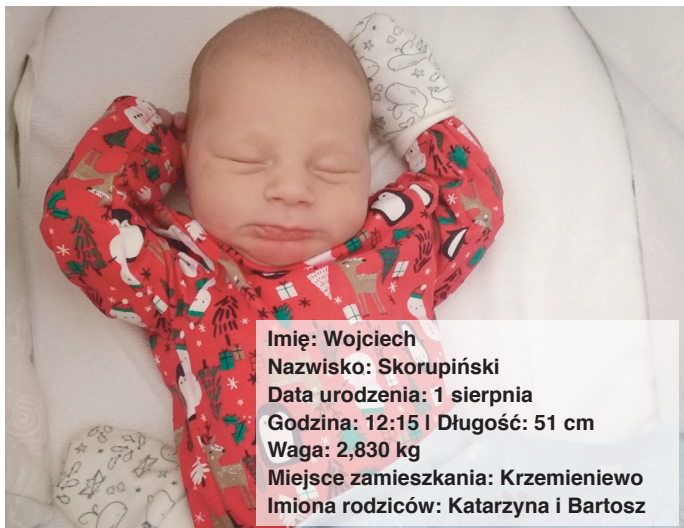 Imię: Wojciech
Nazwisko: Skorupiński
Data urodzenia: 1 sierpnia
Godzina: 12:15 | Długość: 51 cm
Waga: 2,830 kg
Miejsce zamieszkania: Krzemieniewo
Imiona rodziców: Katarzyna i Bartosz